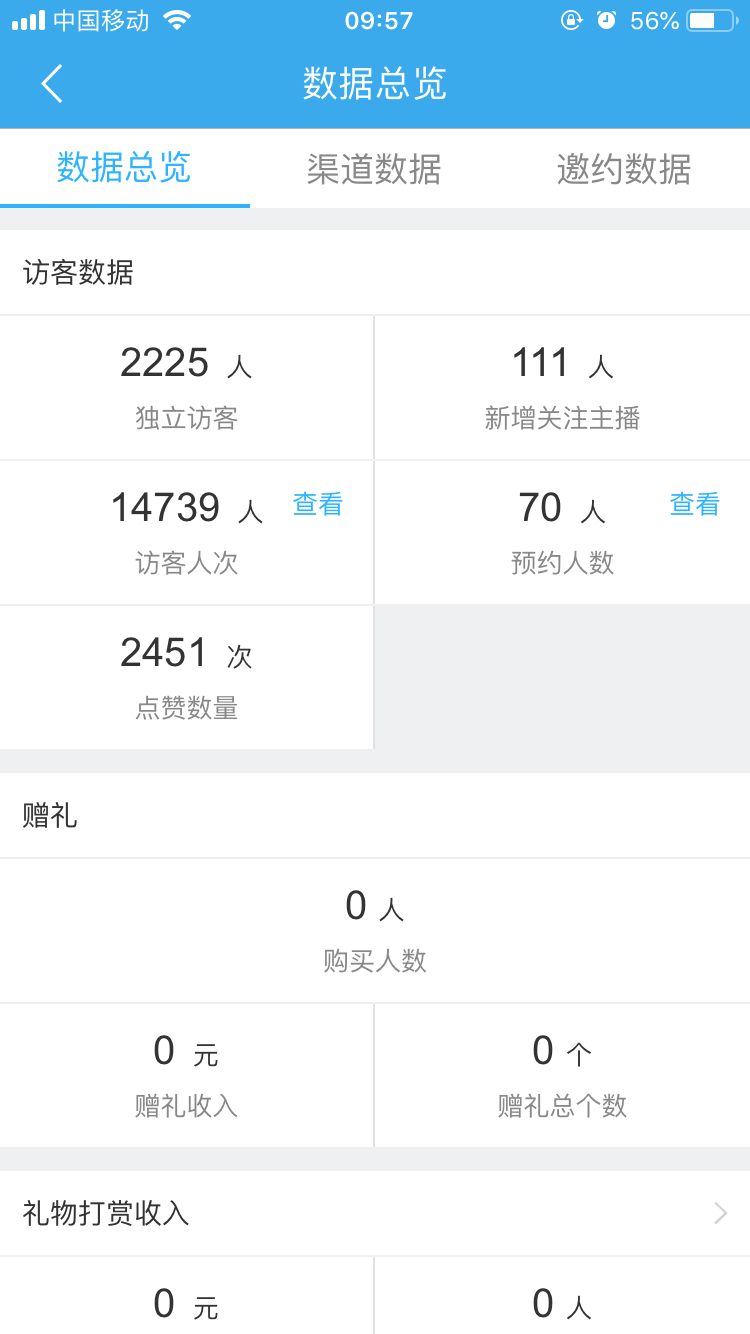 中国移动 09:57 56%
数据总览
数据总览 渠道数据 邀约数据
访客数据
2225 人 111 人
独立访客 新增关注主播
14739 人 查看 70 人 查看
访客人次 预约人数
2451 次
点赞数量
赠礼
0 人
购买人数
0 元 0 个
赠礼收入 赠礼总个数
礼物打赏收入
0 元 0 人